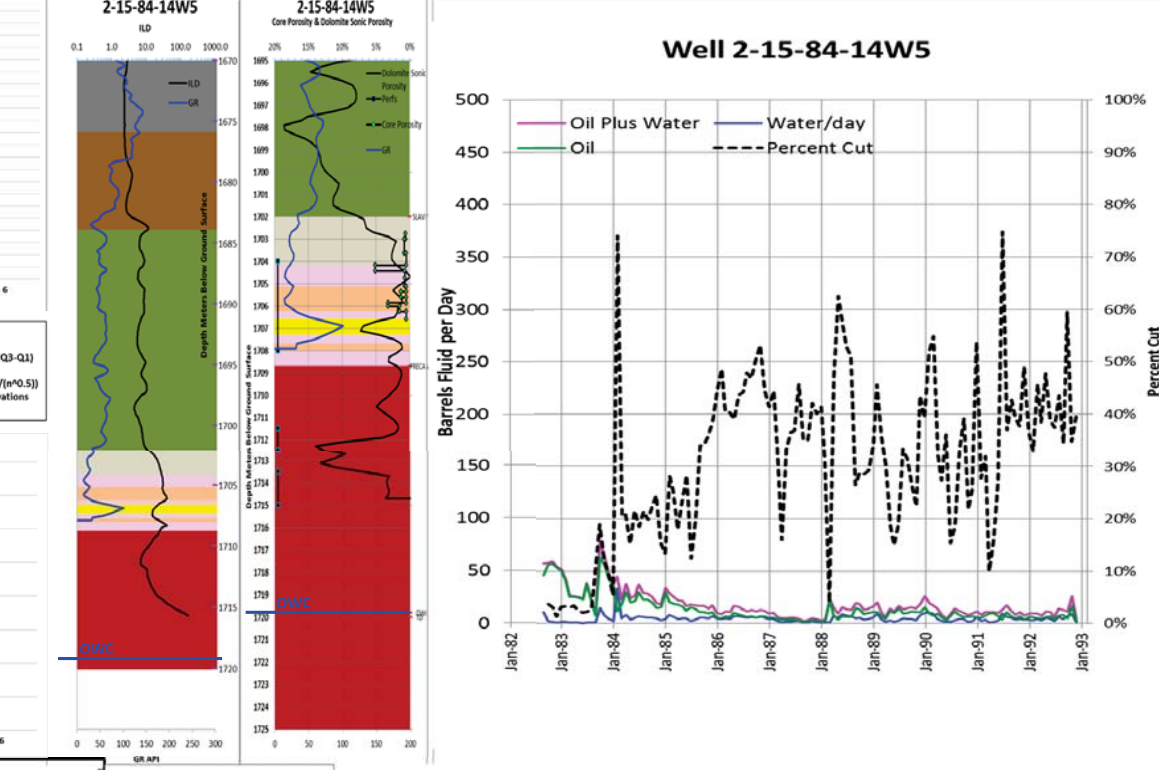 2-15-84-14W5
ILD
0.1 1.0 10.0 100.0 1000.0
ILD
GR
1670
1675
1680
1685
1690
1695
1700
1705
1710
1715
1720
Depth Meters Below Ground Surface
OWC
0 50 100 150 200 250 300
GR API
6
Q3-Q1)
/(n^0.5))
vations
6
2-15-84-14W5
Core Porosity & Dolomite Sonic Porosity
20% 15% 10% 5% 0%
Dolomite Sonic
Porosity
Perfs
Core Porosity
GR
1695
1696
1697
1698
1699
1700
1701
1702
1703
1704
1705
1706
1707
1708
1709
1710
1711
1712
1713
1714
1715
1716
1717
1718
1719
1720
1721
1722
1723
1724
1725
Depth Meters Below Ground Surface
OWC
0 50 100 150 200
Well 2-15-84-14W5
Oil Plus Water
Water/day
Oil
Percent Cut
500 100%
450 90%
400 80%
350 70%
300 60%
250 50%
200 40%
150 30%
100 20%
50 10%
0 0%
Barrels Fluid per Day
Percent Cut
Jan-82
Jan-83
Jan-84
Jan-85
Jan-86
Jan-87
Jan-88
Jan-89
Jan-90
Jan-91
Jan-92
Jan-93